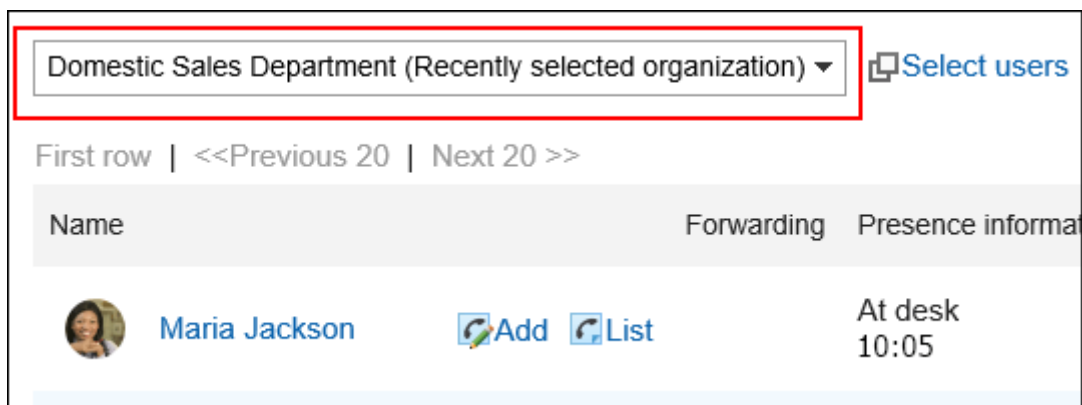 Domestic Sales Department (Recently selected organization) Select users
First row | <<Previous 20 | Next 20 >>
Name Forwarding Presence informat
Maria Jackson Add List At desk
10:05